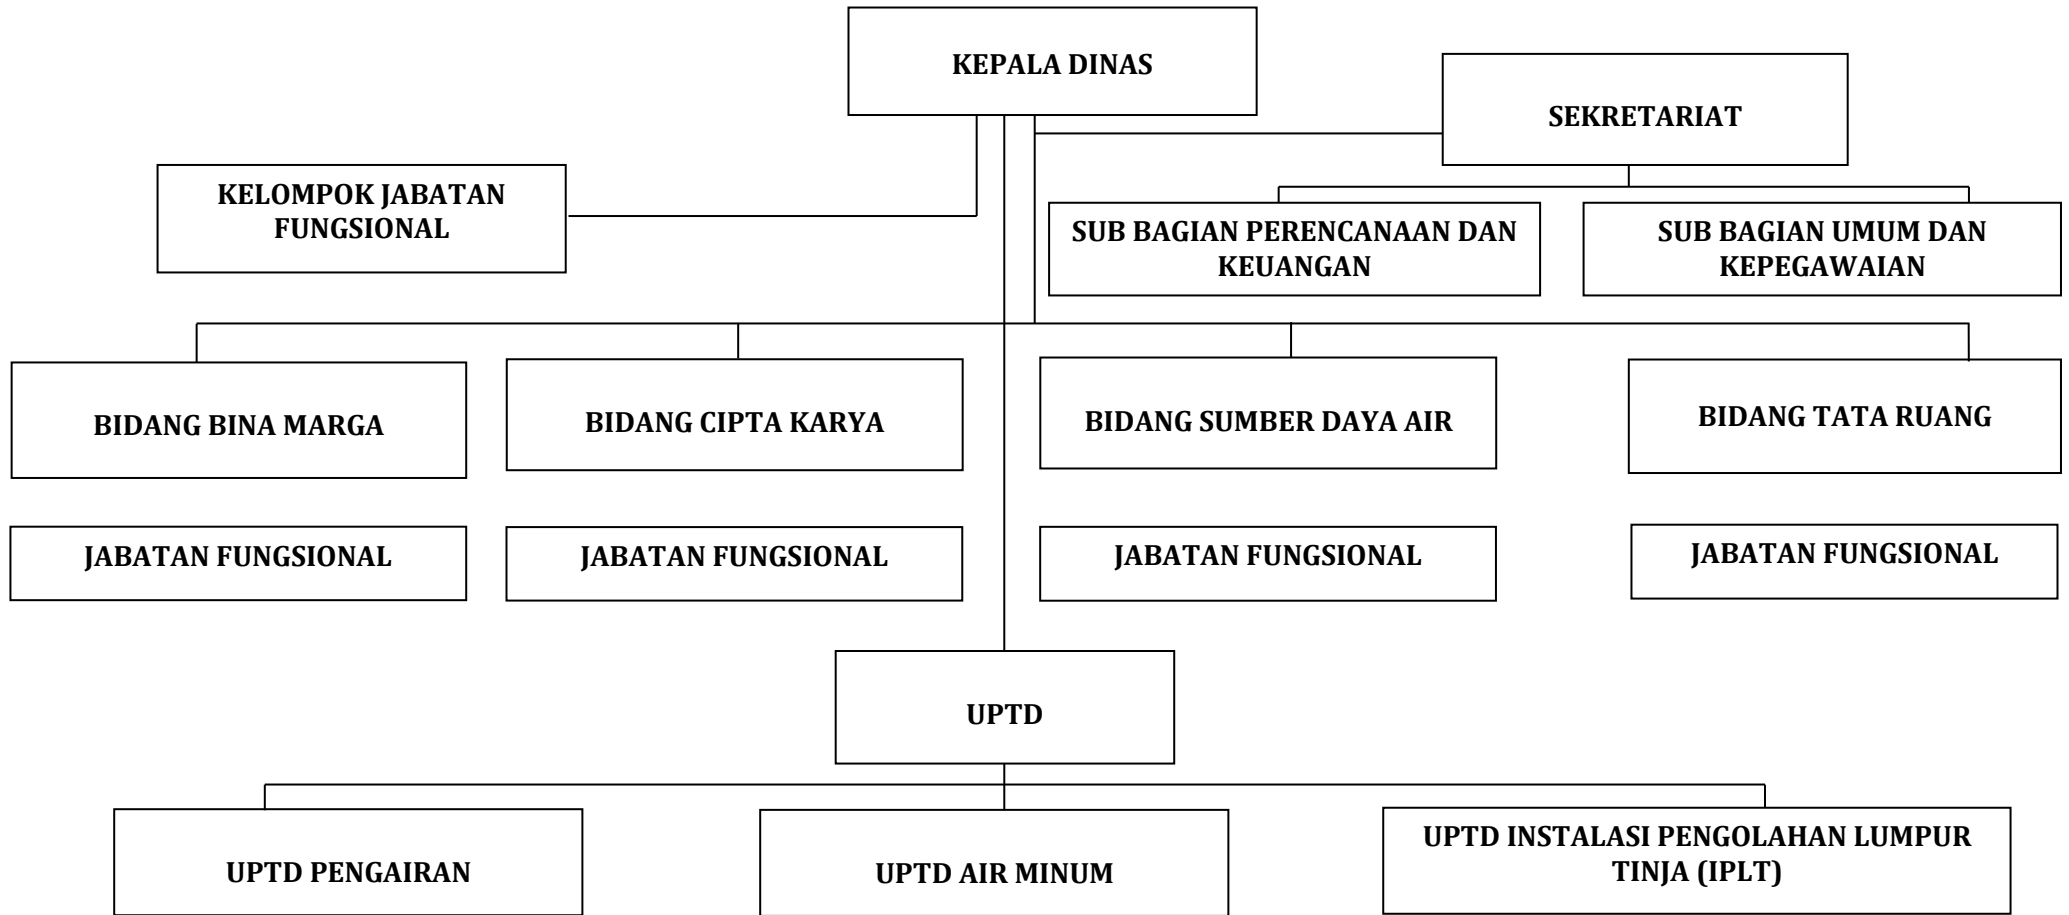 KEPALA DINAS
SEKRETARIAT
KELOMPOK JABATAN
FUNGSIONAL
SUB BAGIAN PERENCANAAN DAN
KEUANGAN
SUB BAGIAN UMUM DAN
KEPEGAWAIAN
BIDANG BINA MARGA
BIDANG CIPTA KARYA
BIDANG SUMBER DAYA AIR
BIDANG TATA RUANG
JABATAN FUNGSIONAL
JABATAN FUNGSIONAL
JABATAN FUNGSIONAL
JABATAN FUNGSIONAL
UPTD
UPTD PENGAIRAN
UPTD AIR MINUM
UPTD INSTALASI PENGOLAHAN LUMPUR
TINJA (IPLT)